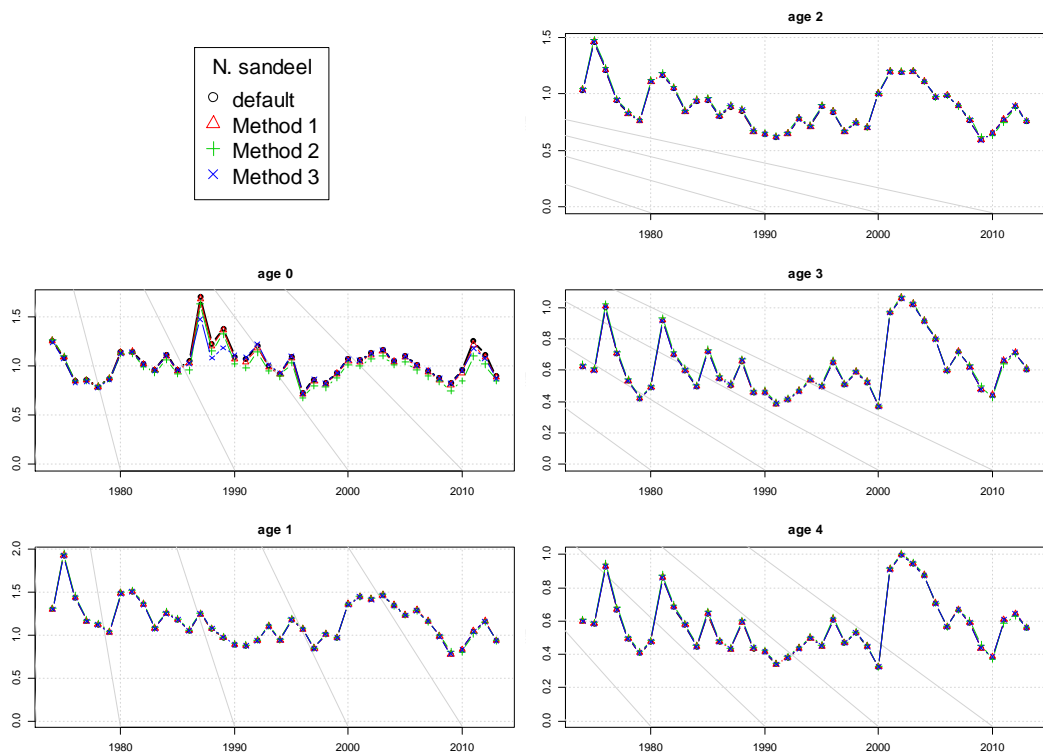 N. sandeel
default
Method 1
Method 2
Method 3
age 2
0.0 0.5 1.0 1.5
1980 1990 2000 2010
age 0
0.0 0.5 1.0 1.5
1980 1990 2000 2010
age 3
0.0 0.2 0.4 0.6 0.8 1.0
1980 1990 2000 2010
age 1
0.0 0.5 1.0 1.5 2.0
1980 1990 2000 2010
age 4
0.0 0.2 0.4 0.6 0.8 1.0
1980 1990 2000 2010